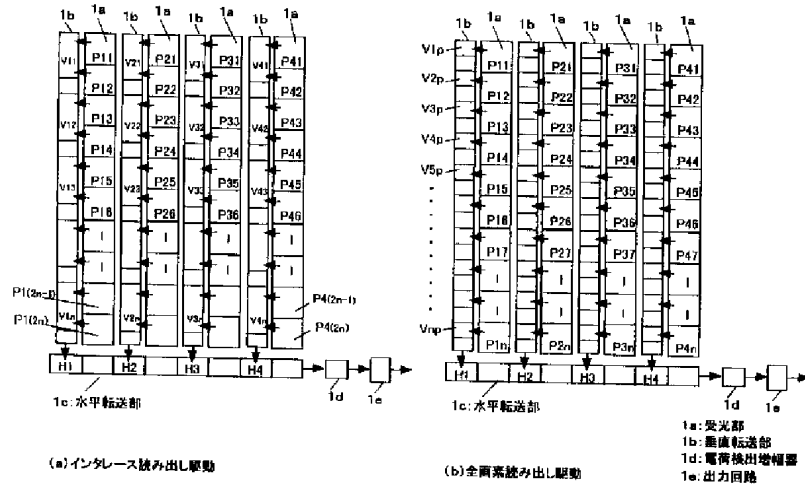 1b 1a 1b 1a 1b 1a 1b 1a
V11 P11 V21 P21 V31 P31 V41 P41
P12 P22 P32 P42
V12 P13 V22 P23 V32 P33 V42 P43
P14 P24 P34 P44
V13 P15 V23 P25 V33 P35 V43 P45
P16 P26 P36 P46
P1(2n-1) P4(2n-1)
P1(2n) V1n V2n V3n V4n P4(2n)
H1 H2 H3 H4
1d 1e
1c:水平転送部
(a)インタレース読み出し駆動
1b 1a 1b 1a 1b 1a 1b 1a
V1p P11 P21 P31 P41
V2p P12 P22 P32 P42
V3p P13 P23 P33 P43
V4p P14 P24 P34 P44
V5p P15 P25 P35 P45
P16 P26 P36 P46
P17 P27 P37 P47
Vnp P1n P2n P3n P4n
H1 H2 H3 H4
1d 1e
1c:水平転送部
(b)全画素読み出し駆動
1a:受光部
1b:垂直転送部
1d:電荷検出増幅器
1e:出力回路